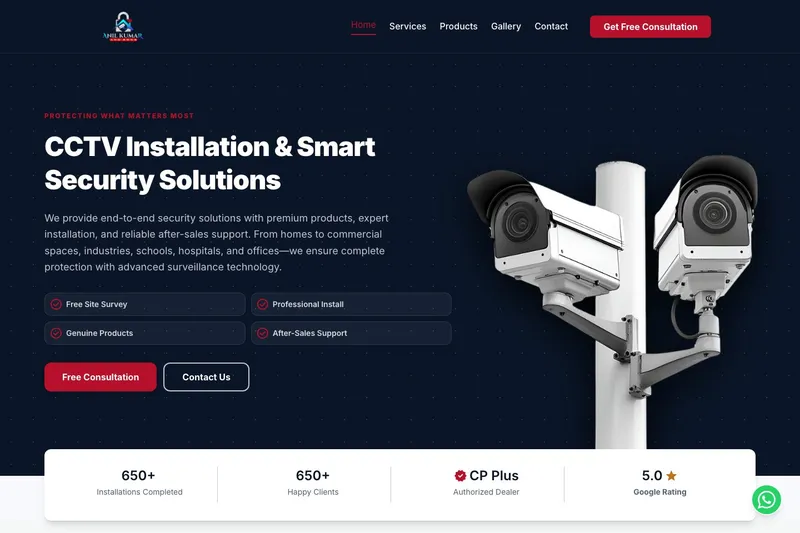 ANIL KUMAR
Home
Services
Products
Gallery
Contact
Get Free Consultation
PROTECTING WHAT MATTERS MOST
CCTV Installation & Smart
Security Solutions
We provide end-to-end security solutions with premium products, expert
installation, and reliable after-sales support. From homes to commercial
spaces, industries, schools, hospitals, and offices—we ensure complete
protection with advanced surveillance technology.
Free Site Survey
Professional Install
Genuine Products
After-Sales Support
Free Consultation
Contact Us
650+
Installations Completed
650+
Happy Clients
CP Plus
Authorized Dealer
5.0
Google Rating